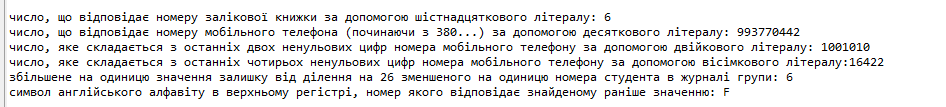 число, що відповідає номеру залікової книжки за допомогою шістнадцяткового літералу: 6
число, що відповідає номеру мобільного телефона (починаючи з 380...) за допомогою десяткового літералу: 993770442
число, яке складається з останніх двох ненульових цифр номера мобільного телефону за допомогою двійкового літералу: 1001010
число, яке складається з останніх чотирьох ненульових цифр номера мобільного телефону за допомогою вісімкового літералу:16422
збільшене на одиницю значення залишку від ділення на 26 зменшеного на одиницю номера студента в журналі групи: 6
символ англійського алфавіту в верхньому регістрі, номер якого відповідає знайденому раніше значенню: F